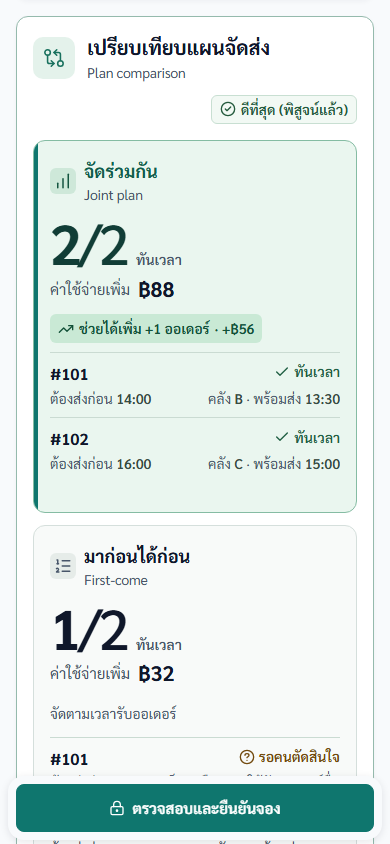 เปรียบเทียบแผนจัดส่ง
Plan comparison
ดีที่สุด (พิสูจน์แล้ว)
จัดร่วมกัน
Joint plan
2/2 ทันเวลา
ค่าใช้จ่ายเพิ่ม ฿88
ช่วยได้เพิ่ม +1 ออเดอร์ · +฿56
#101 ทันเวลา
ต้องส่งก่อน 14:00 คลัง B · พร้อมส่ง 13:30
#102 ทันเวลา
ต้องส่งก่อน 16:00 คลัง C · พร้อมส่ง 15:00
มาก่อนได้ก่อน
First-come
1/2 ทันเวลา
ค่าใช้จ่ายเพิ่ม ฿32
จัดตามเวลารับออเดอร์
#101 รอคนตัดสินใจ
ตรวจสอบและยืนยันจอง